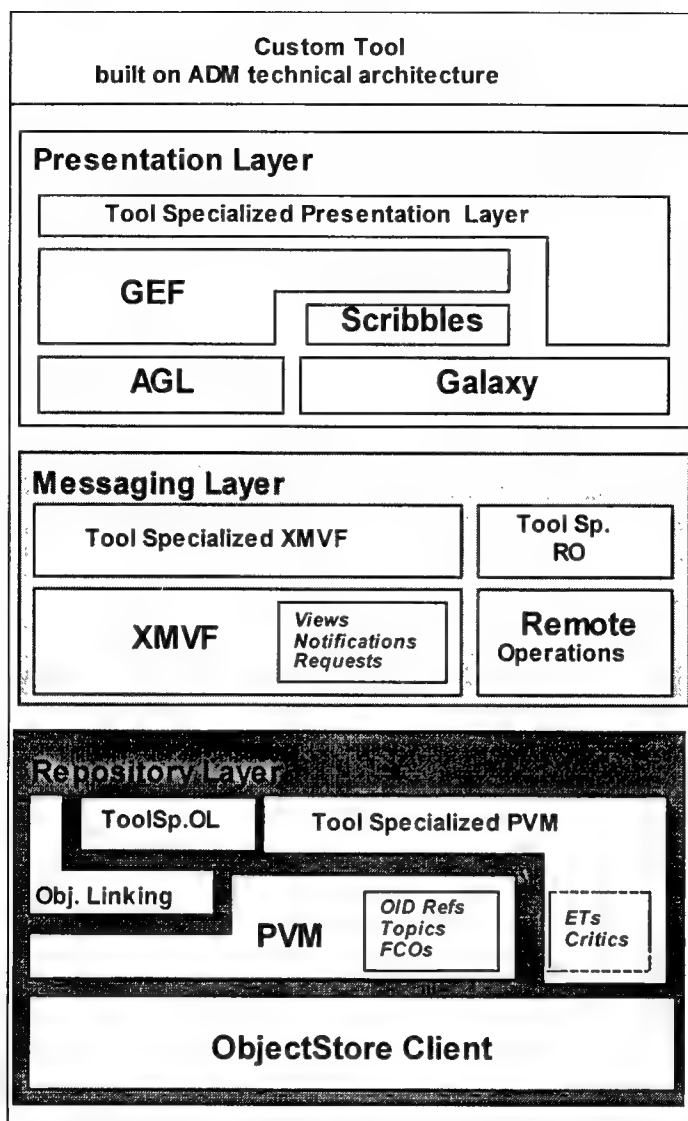 Custom Tool
built on ADM technical architecture
Presentation Layer
Tool Specialized Presentation Layer
GEF
Scribbles
AGL
Galaxy
Messaging Layer
Tool Specialized XMVF
Tool Sp.
RO
XMVF
Views
Notifications
Requests
Remote
Operations
Repository Layer
ToolSp.OL
Tool Specialized PVM
Obj. Linking
PVM
OID Refs
Topics
FCOs
ETs
Critics
ObjectStore Client